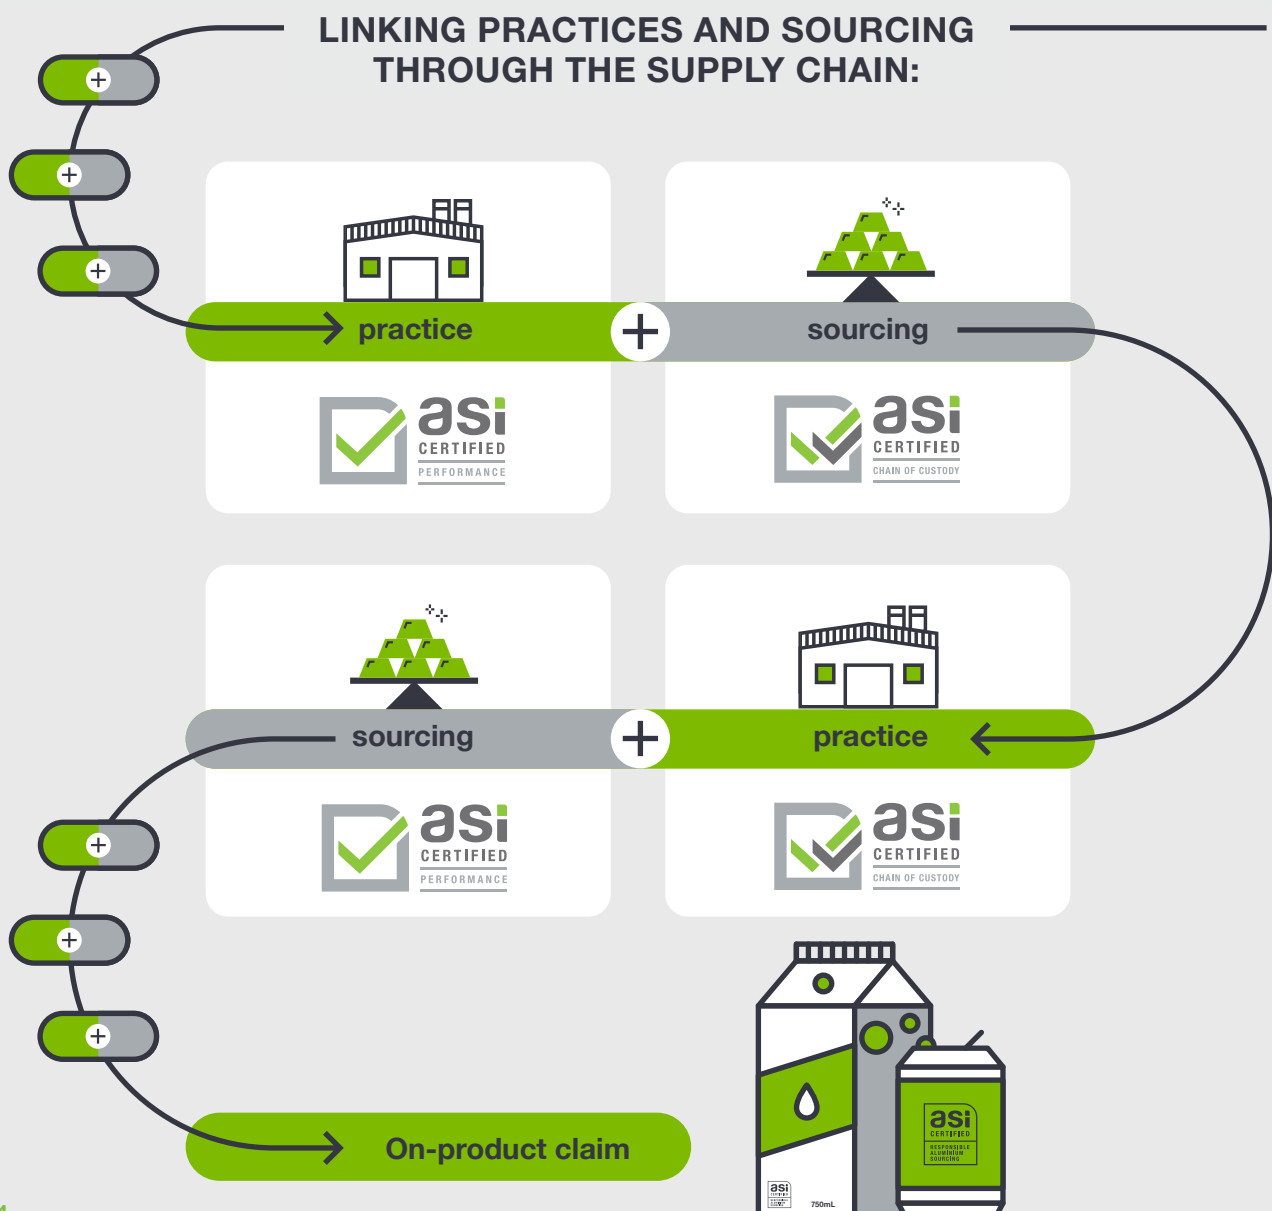 LINKING PRACTICES AND SOURCING
THROUGH THE SUPPLY CHAIN:
practice
sourcing
asi
CERTIFIED
PERFORMANCE
asi
CERTIFIED
CHAIN OF CUSTODY
sourcing
practice
asi
CERTIFIED
PERFORMANCE
asi
CERTIFIED
CHAIN OF CUSTODY
On-product claim
asi
CERTIFIED
RESPONSIBLE
ALUMINIUM
SOURCING
asi
750mL